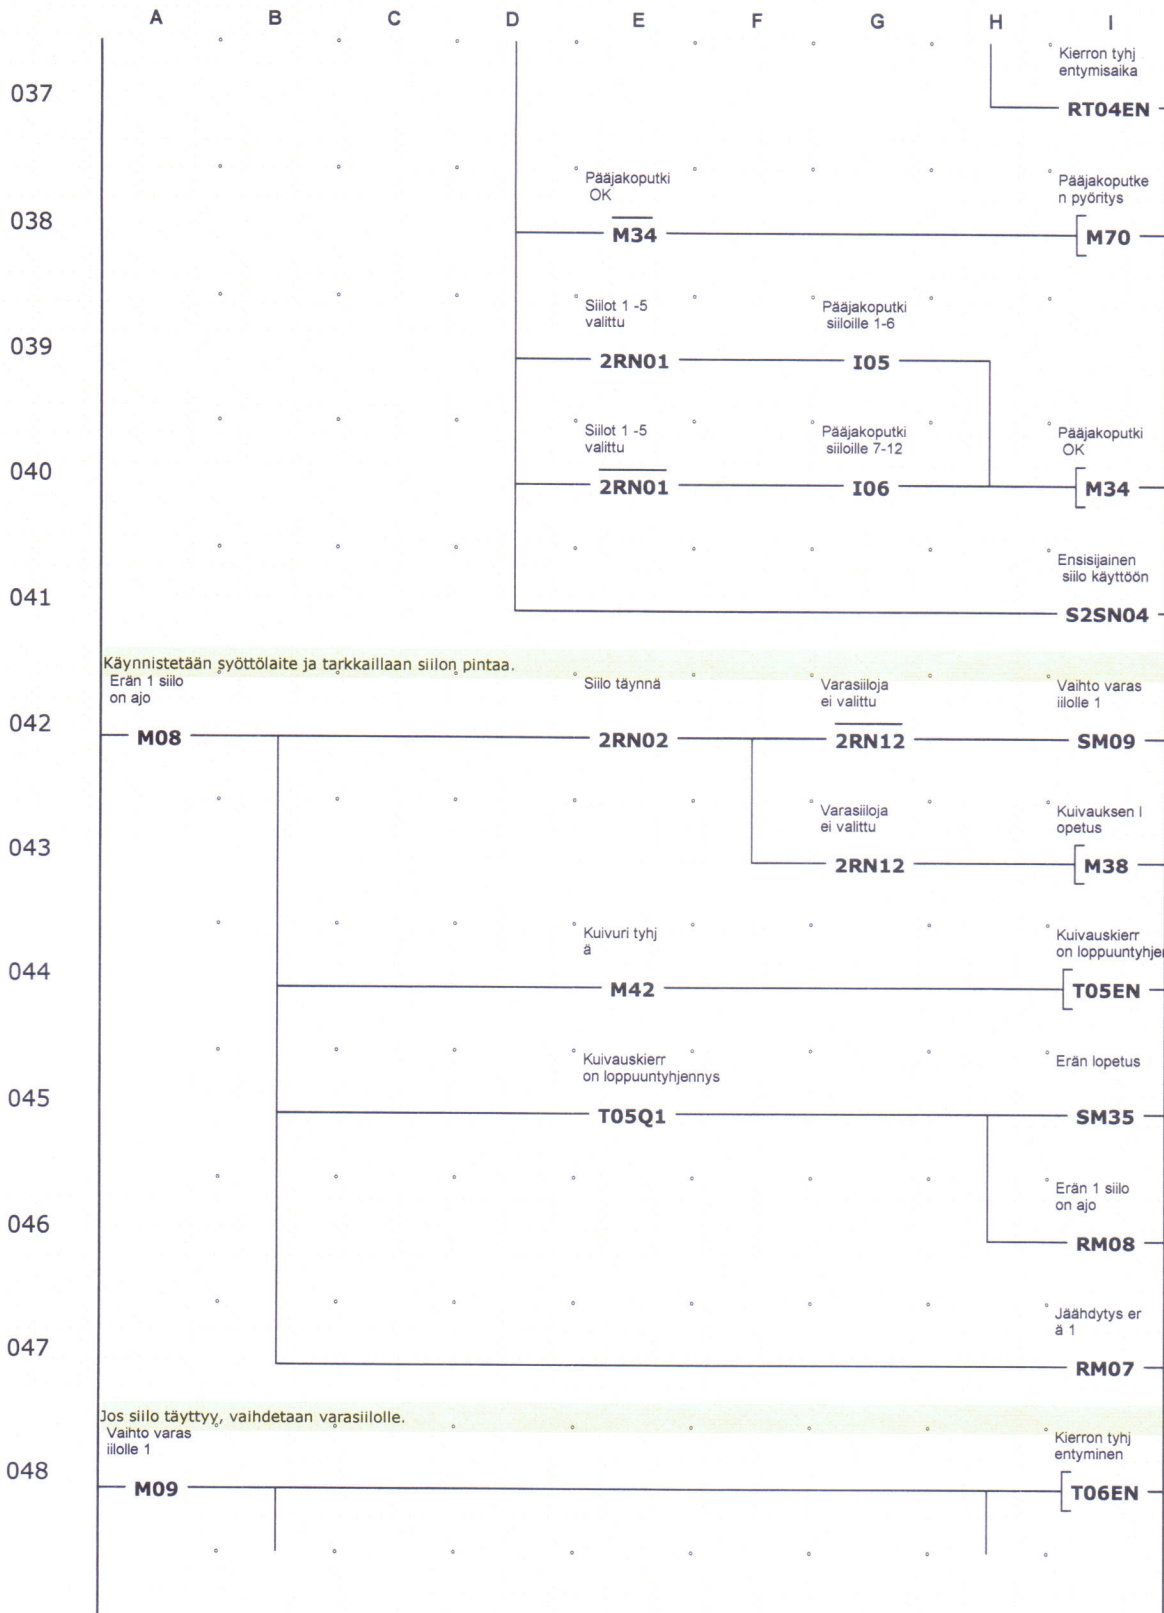 A B C D E F G H I
Kierron tyhj
entymisaika
037
RT04EN
Pääjakoputki
OK
Pääjakoputke
n pyöritys
038
M34 M70
Siilot 1 -5
valittu
Pääjakoputki
siiloille 1-6
039
2RN01 I05
Siilot 1 -5
valittu
Pääjakoputki
siiloille 7-12
Pääjakoputki
OK
040
2RN01 I06 M34
Ensisijainen
siilo käyttöön
041
S2SN04
Käynnistetään syöttölaite ja tarkkaillaan siilon pintaa.
Erän 1 siilo
on ajo
Siilo täynnä
Varasiiloja
ei valittu
Vaihto varas
iilolle 1
042
M08 2RN02 2RN12 SM09
Varasiiloja
ei valittu
Kuivauksen l
opetus
043
2RN12 M38
Kuivuri tyhj
ä
Kuivauskierr
on loppuuntyhjen
044
M42 T05EN
Kuivauskierr
on loppuuntyhjennys
Erän lopetus
045
T05Q1 SM35
Erän 1 siilo
on ajo
046
RM08
Jäähdytys er
ä 1
047
RM07
Jos siilo täyttyy, vaihdetaan varasiilolle.
Vaihto varas
iilolle 1
Kierron tyhj
entyminen
048
M09 T06EN